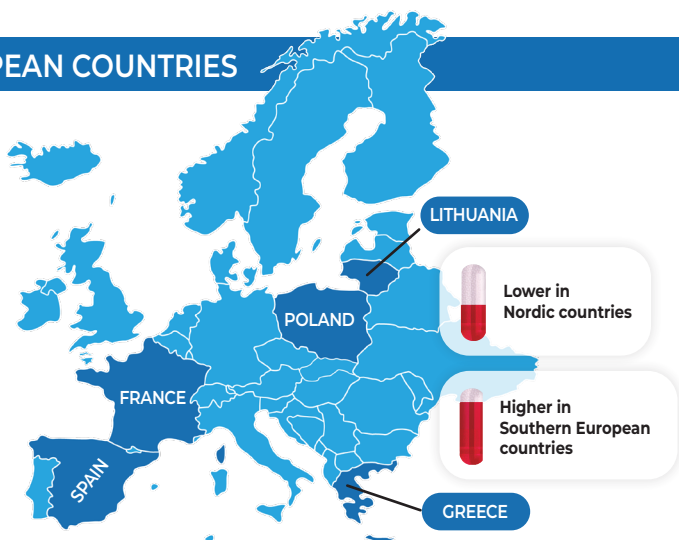 PEAN COUNTRIES
LITHUANIA
Lower in
Nordic countries
POLAND
FRANCE
Higher in
Southern European
countries
SPAIN
GREECE